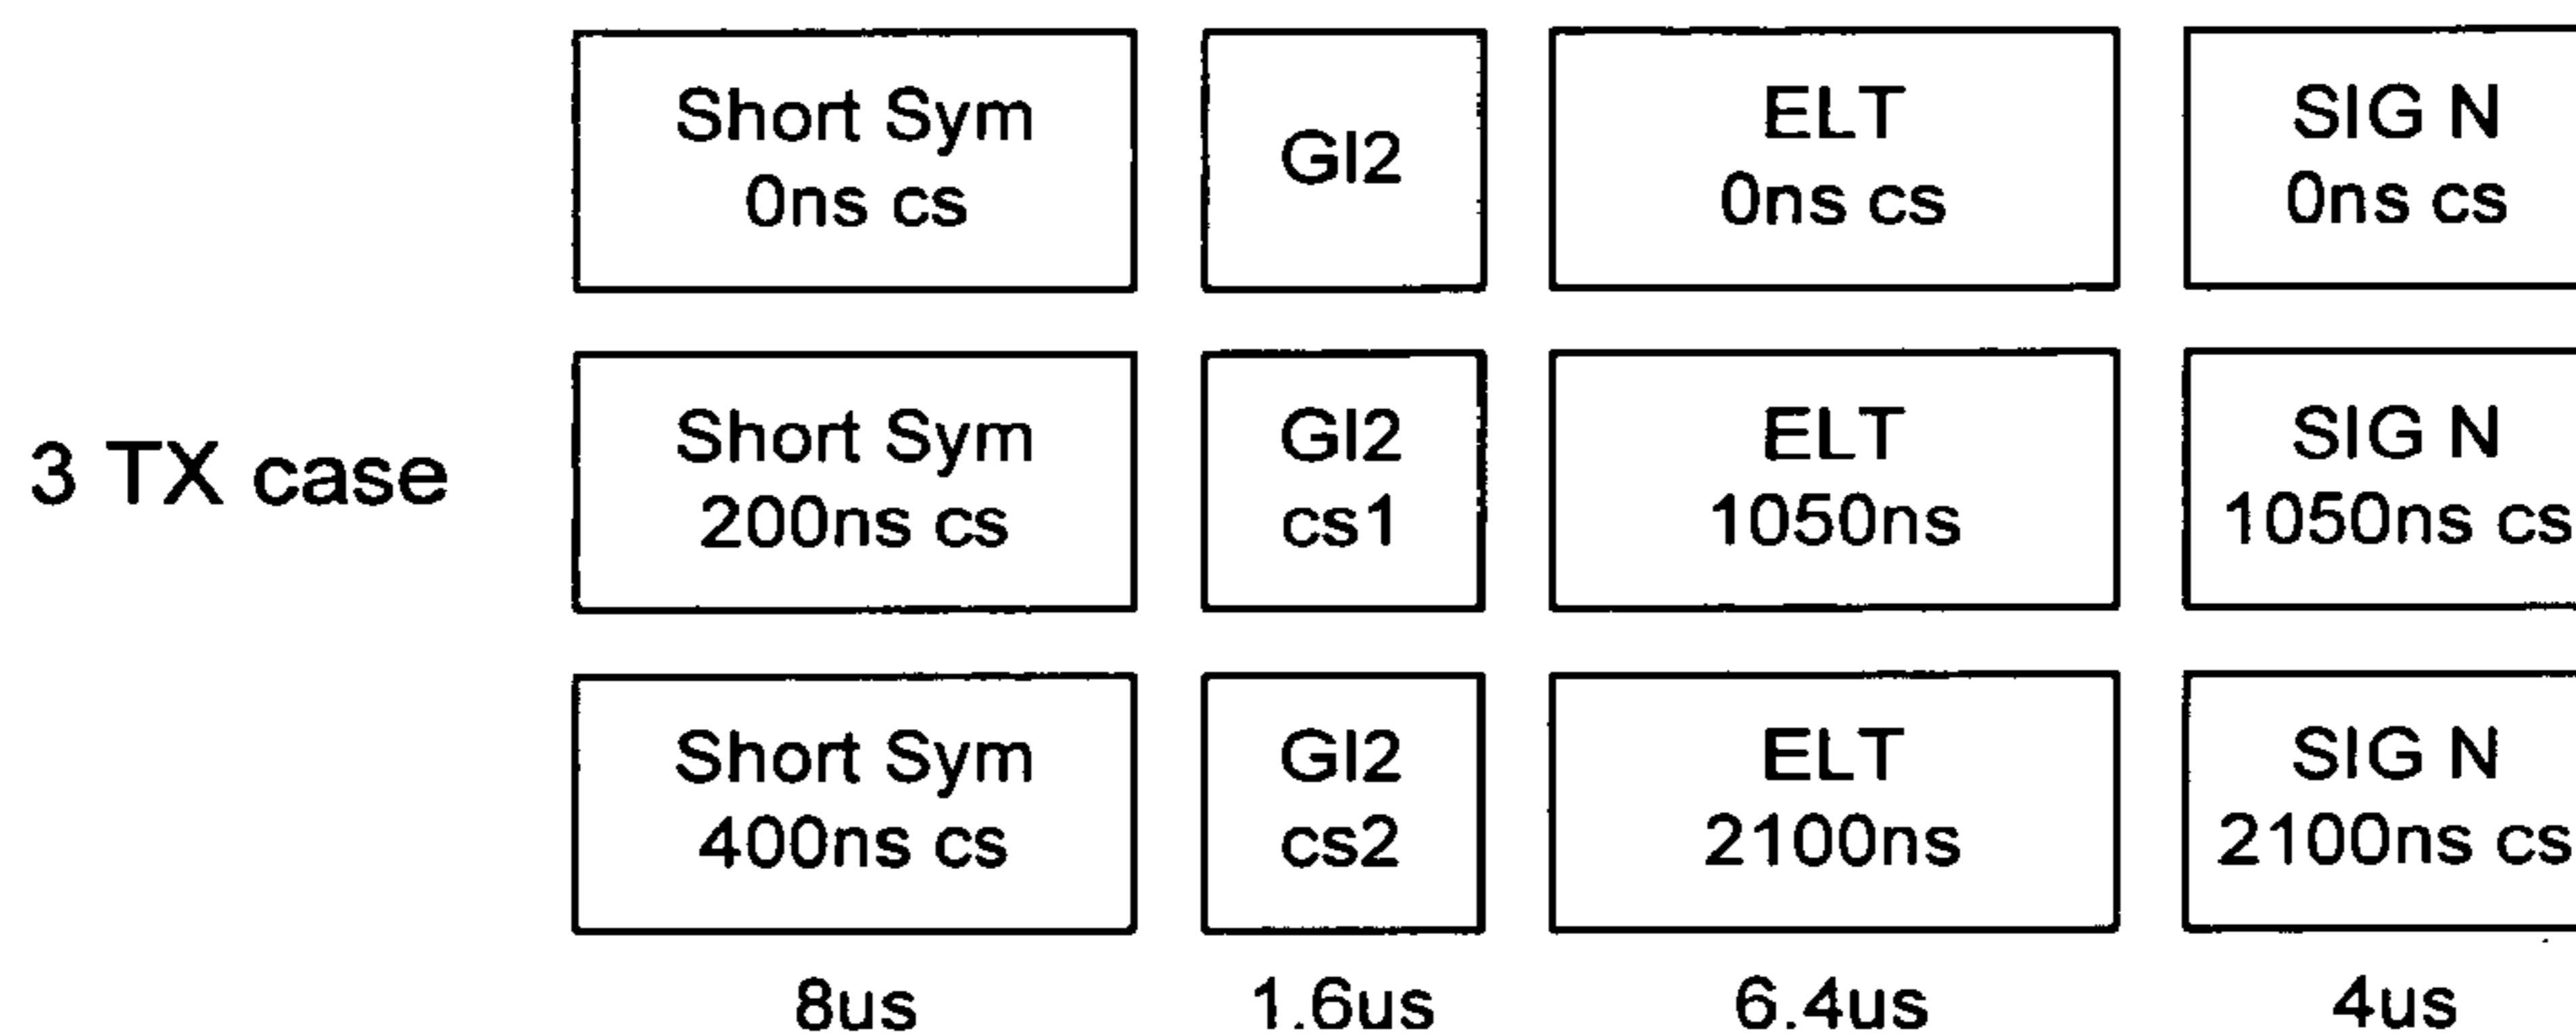 Short Sym
0ns cs
GI2
ELT
0ns cs
SIG N
0ns cs
3 TX case
Short Sym
200ns cs
GI2
cs1
ELT
1050ns
SIG N
1050ns cs
Short Sym
400ns cs
GI2
cs2
ELT
2100ns
SIG N
2100ns cs
8us
1.6us
6.4us
4us